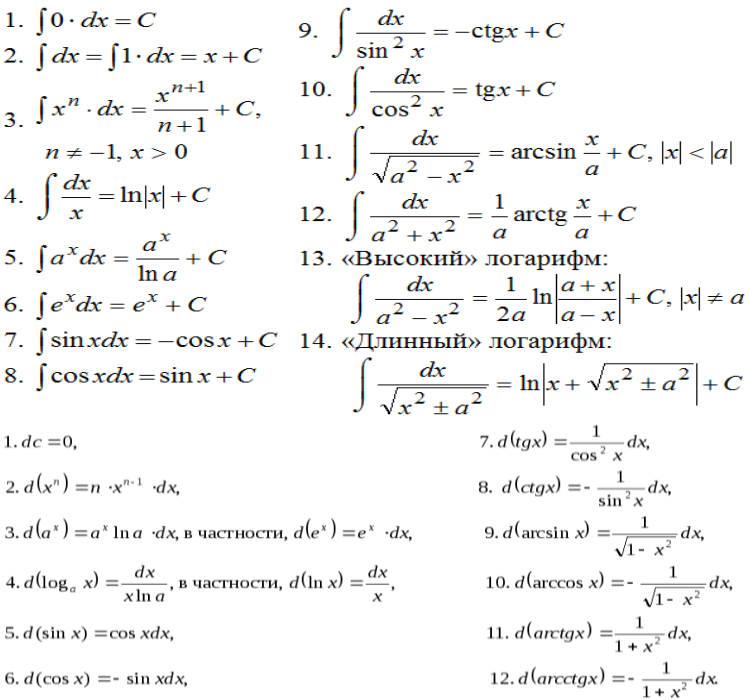 1. ∫0 · dx = C
2. ∫dx = ∫1 · dx = x + C
3. ∫xⁿ · dx = xⁿ⁺¹/(n+1) + C,
n ≠ −1, x > 0
4. ∫dx/x = ln|x| + C
5. ∫aˣdx = aˣ/ln a + C
6. ∫eˣdx = eˣ + C
7. ∫sin xdx = −cos x + C
8. ∫cos xdx = sin x + C
9. ∫dx/sin² x = −ctgx + C
10. ∫dx/cos² x = tgx + C
11. ∫dx/√(a² − x²) = arcsin x/a + C, |x| < |a|
12. ∫dx/(a² + x²) = 1/a arctg x/a + C
13. «Высокий» логарифм:
∫dx/(a² − x²) = 1/2a ln|(a + x)/(a − x)| + C, |x| ≠ a
14. «Длинный» логарифм:
∫dx/√(x² ± a²) = ln|x + √(x² ± a²)| + C
1. dc =0,
2. d(xⁿ) =n ·xⁿ⁻¹ ·dx,
3. d(aˣ) =aˣ ln a ·dx, в частности, d(eˣ) =eˣ ·dx,
4. d(logₐ x) = dx/(x ln a), в частности, d(ln x) = dx/x,
5. d(sin x) =cos xdx,
6. d(cos x) =- sin xdx,
7. d(tgx) = 1/cos² x dx,
8. d(ctgx) =- 1/sin² x dx,
9. d(arcsin x) = 1/√(1- x²) dx,
10. d(arccos x) =- 1/√(1- x²) dx,
11. d(arctgx) = 1/(1 + x²) dx,
12. d(arcctgx) =- 1/(1 + x²) dx.